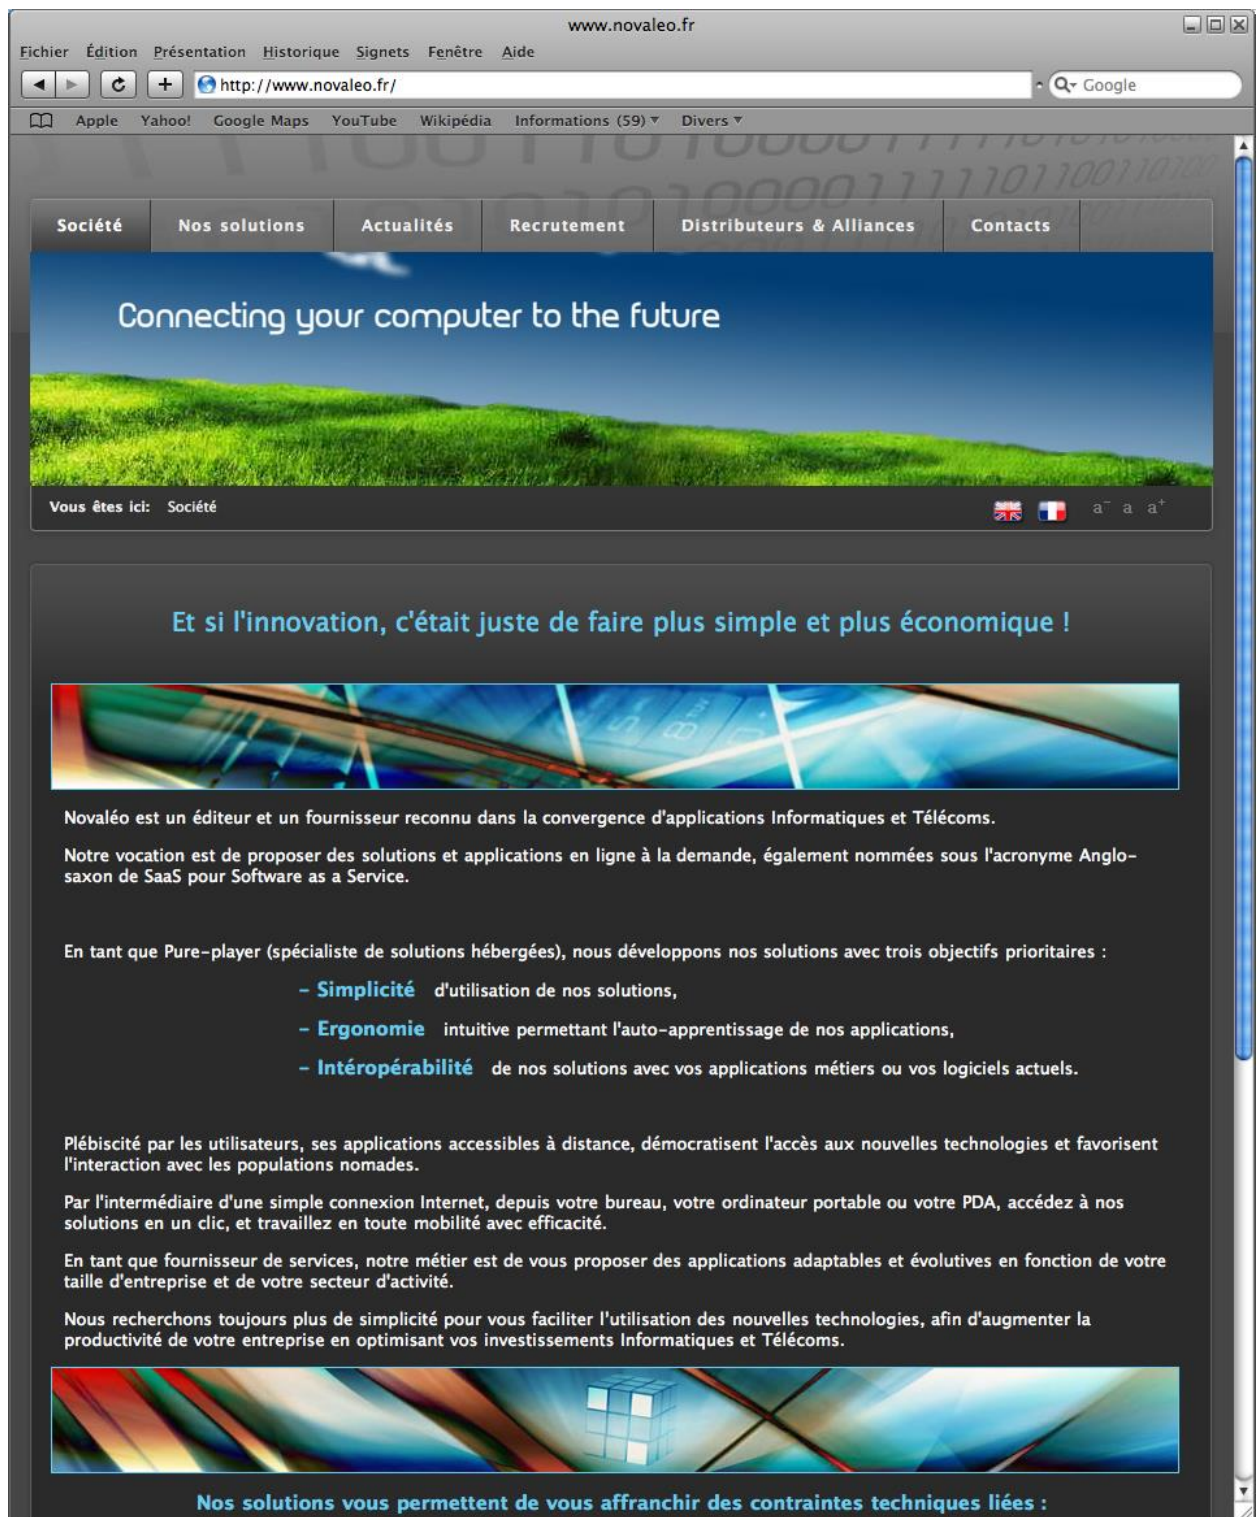 www.novaleo.fr
Fichier Édition Présentation Historique Signets Fenêtre Aide
http://www.novaleo.fr/
Google
Apple Yahoo! Google Maps YouTube Wikipédia Informations (59) Divers
Société Nos solutions Actualités Recrutement Distributeurs & Alliances Contacts
Connecting your computer to the future
Vous êtes ici: Société
a- a a+
Et si l'innovation, c'était juste de faire plus simple et plus économique !
Novaléo est un éditeur et un fournisseur reconnu dans la convergence d'applications Informatiques et Télécoms.
Notre vocation est de proposer des solutions et applications en ligne à la demande, également nommées sous l'acronyme Anglo-
saxon de SaaS pour Software as a Service.
En tant que Pure-player (spécialiste de solutions hébergées), nous développons nos solutions avec trois objectifs prioritaires :
- Simplicité d'utilisation de nos solutions,
- Ergonomie intuitive permettant l'auto-apprentissage de nos applications,
- Intéropérabilité de nos solutions avec vos applications métiers ou vos logiciels actuels.
Plébiscité par les utilisateurs, ses applications accessibles à distance, démocratisent l'accès aux nouvelles technologies et favorisent
l'interaction avec les populations nomades.
Par l'intermédiaire d'une simple connexion Internet, depuis votre bureau, votre ordinateur portable ou votre PDA, accédez à nos
solutions en un clic, et travaillez en toute mobilité avec efficacité.
En tant que fournisseur de services, notre métier est de vous proposer des applications adaptables et évolutives en fonction de votre
taille d'entreprise et de votre secteur d'activité.
Nous recherchons toujours plus de simplicité pour vous faciliter l'utilisation des nouvelles technologies, afin d'augmenter la
productivité de votre entreprise en optimisant vos investissements Informatiques et Télécoms.
Nos solutions vous permettent de vous affranchir des contraintes techniques liées :